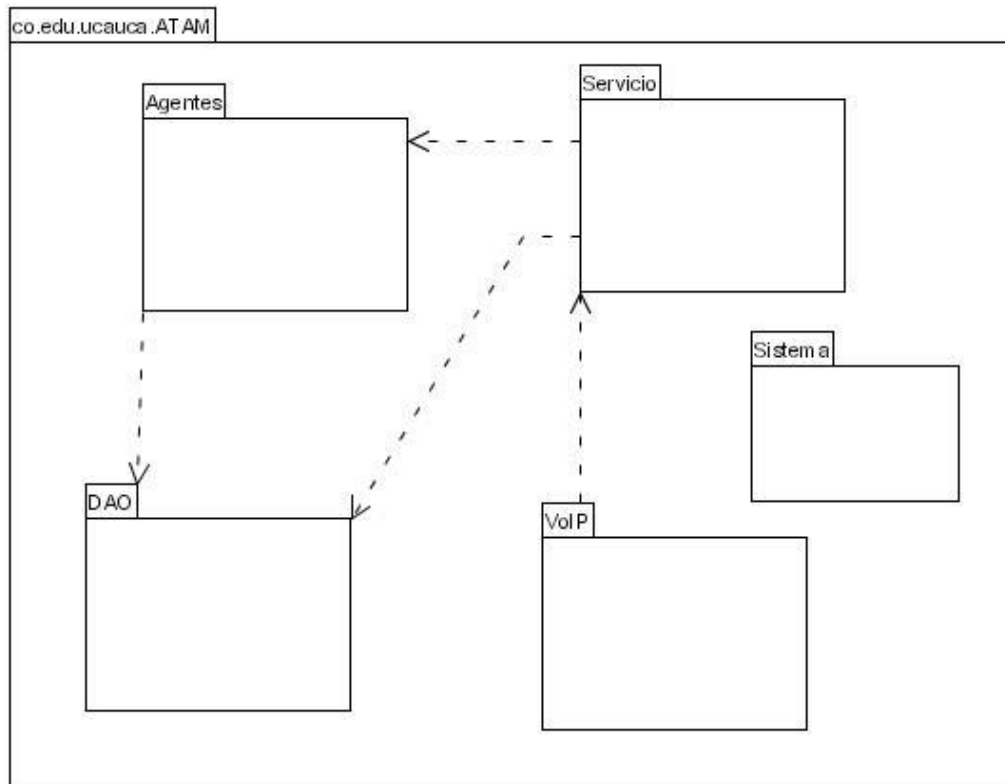 co.edu.ucauca.ATAM
Agentes
Servicio
Sistema
DAO
VoIP